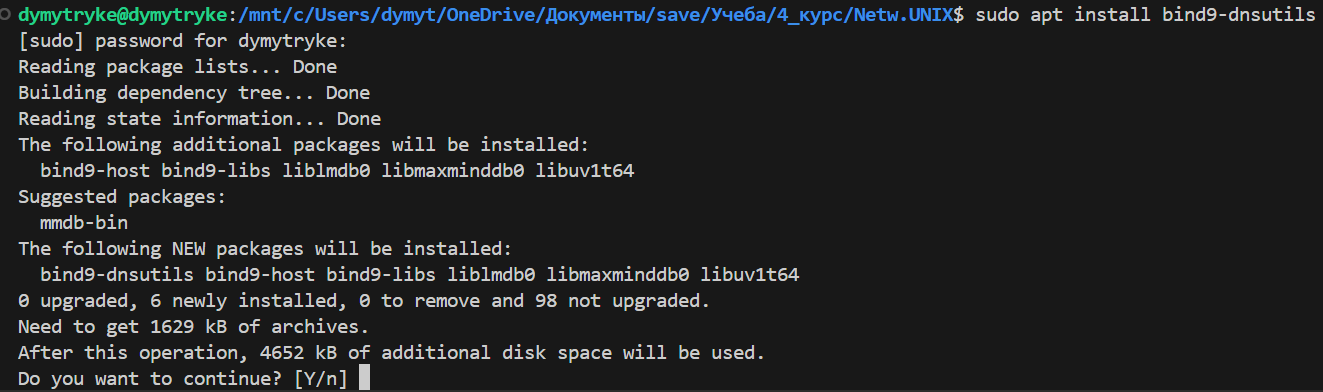 dymytryke@dymytryke:/mnt/c/Users/dymyt/OneDrive/Документы/save/Учеба/4_курс/Netw.UNIX$ sudo apt install bind9-dnsutils
[sudo] password for dymytryke:
Reading package lists... Done
Building dependency tree... Done
Reading state information... Done
The following additional packages will be installed:
  bind9-host bind9-libs liblmdb0 libmaxminddb0 libuv1t64
Suggested packages:
  mmdb-bin
The following NEW packages will be installed:
  bind9-dnsutils bind9-host bind9-libs liblmdb0 libmaxminddb0 libuv1t64
0 upgraded, 6 newly installed, 0 to remove and 98 not upgraded.
Need to get 1629 kB of archives.
After this operation, 4652 kB of additional disk space will be used.
Do you want to continue? [Y/n]